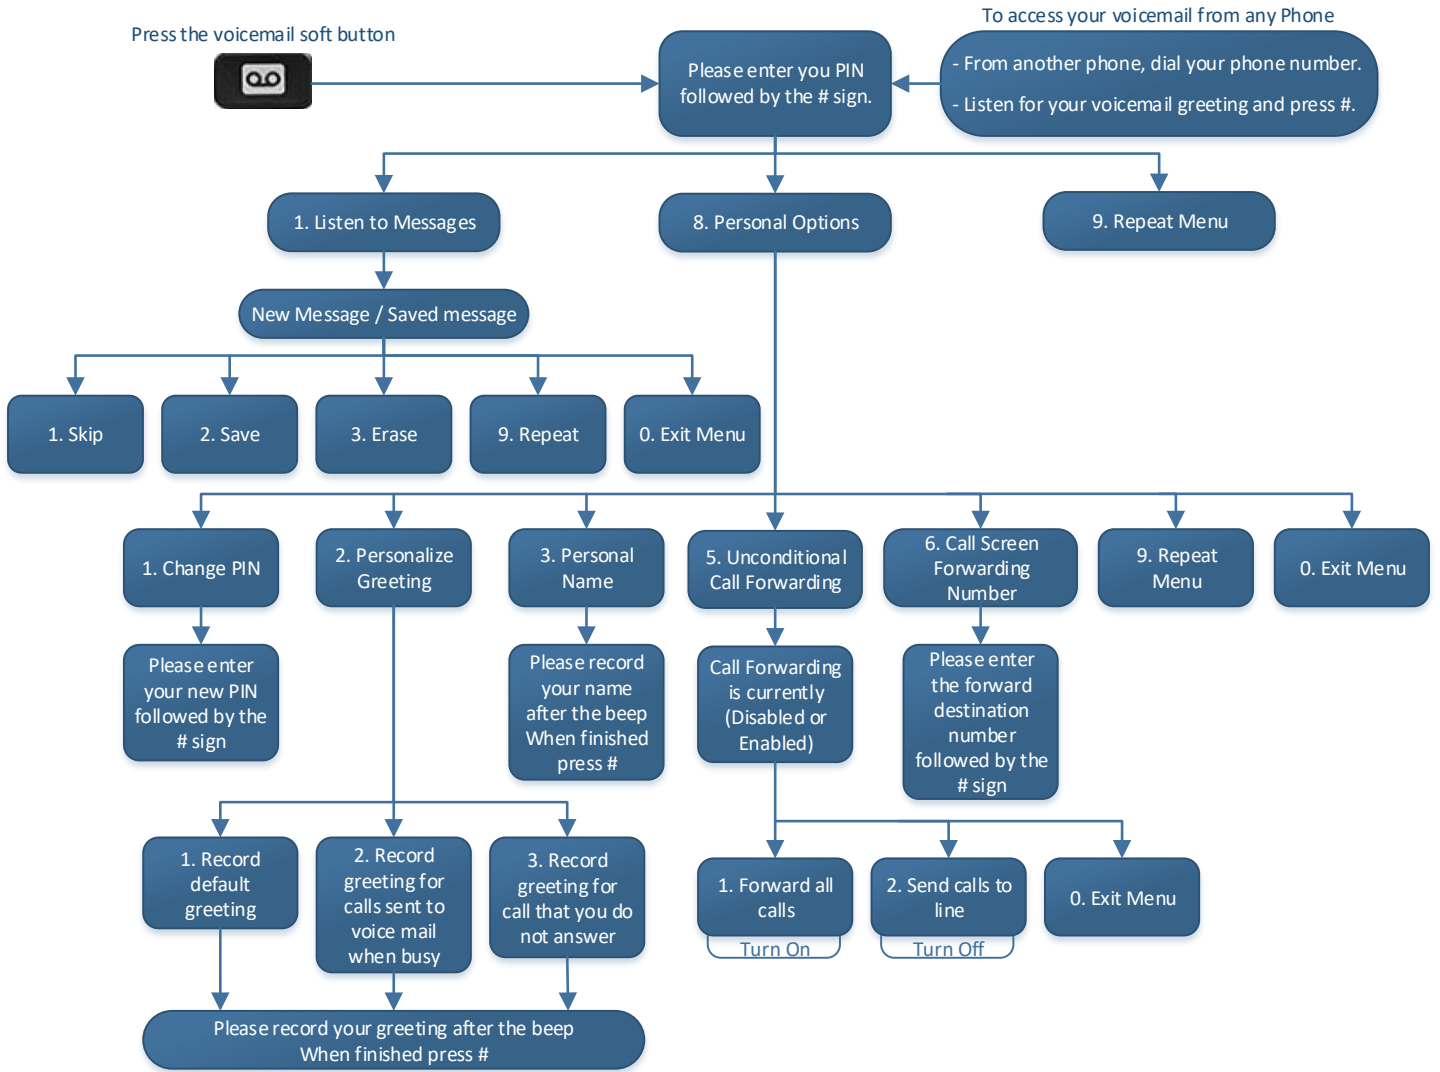 To access your voicemail from any Phone
Press the voicemail soft button
Please enter you PIN
followed by the # sign.
- From another phone, dial your phone number.
- Listen for your voicemail greeting and press #.
1. Listen to Messages
8. Personal Options
9. Repeat Menu
New Message / Saved message
1. Skip
2. Save
3. Erase
9. Repeat
0. Exit Menu
1. Change PIN
2. Personalize
Greeting
3. Personal
Name
5. Unconditional
Call Forwarding
6. Call Screen
Forwarding
Number
9. Repeat
Menu
0. Exit Menu
Please enter
your new PIN
followed by the
# sign
Please record
your name
after the beep
When finished
press #
Call Forwarding
is currently
(Disabled or
Enabled)
Please enter
the forward
destination
number
followed by the
# sign
1. Record
default
greeting
2. Record
greeting for
calls sent to
voice mail
when busy
3. Record
greeting for
call that you do
not answer
1. Forward all
calls
Turn On
2. Send calls to
line
Turn Off
0. Exit Menu
Please record your greeting after the beep
When finished press #